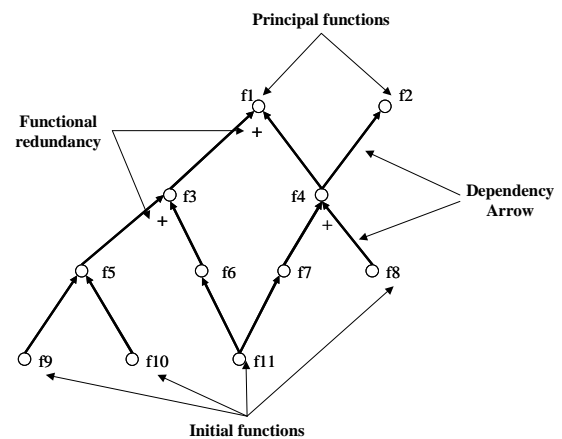 Principal functions
f1
f2
Functional
redundancy
+
f3
f4
Dependency
Arrow
+
+
f5
f6
f7
f8
f9
f10
f11
Initial functions